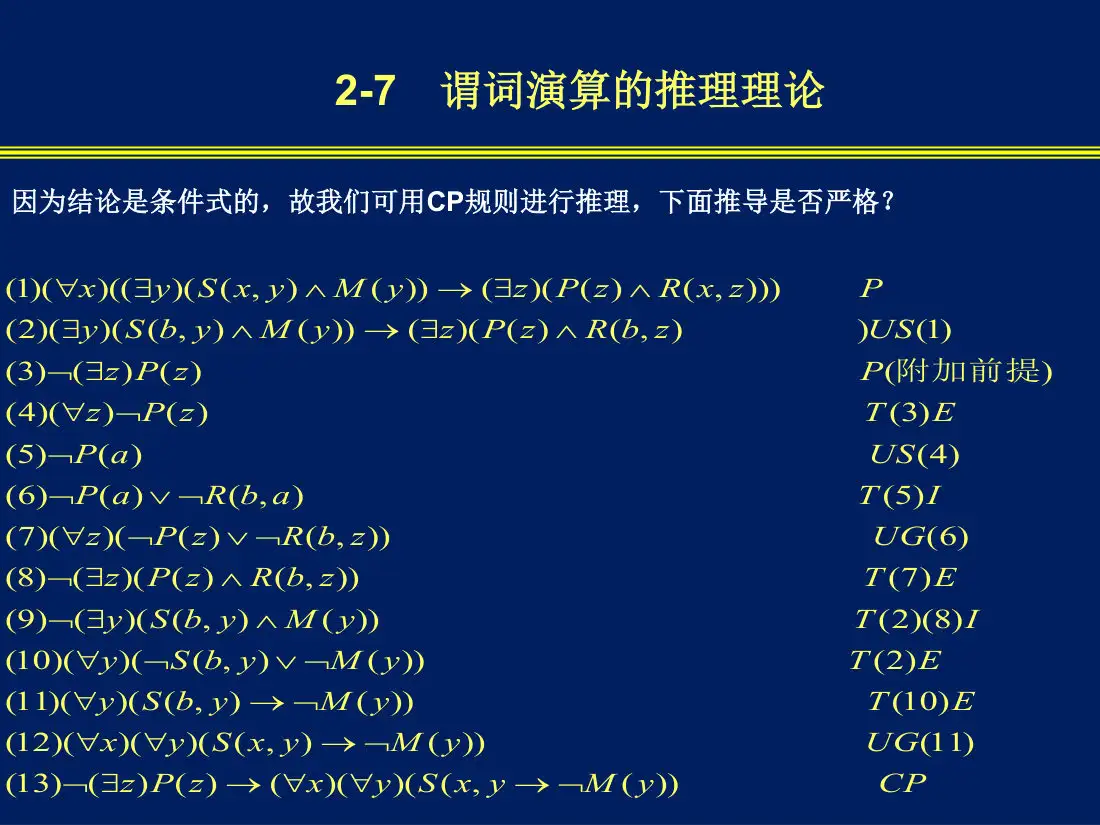 2-7 谓词演算的推理理论
因为结论是条件式的，故我们可用CP规则进行推理，下面推导是否严格？
(1)(∀x)((∃y)(S(x, y) ∧ M(y)) → (∃z)(P(z) ∧ R(x, z))) P
(2)(∃y)(S(b, y) ∧ M(y)) → (∃z)(P(z) ∧ R(b, z) )US(1)
(3)¬(∃z)P(z) P(附加前提)
(4)(∀z)¬P(z) T(3)E
(5)¬P(a) US(4)
(6)¬P(a) ∨ ¬R(b, a) T(5)I
(7)(∀z)(¬P(z) ∨ ¬R(b, z)) UG(6)
(8)¬(∃z)(P(z) ∧ R(b, z)) T(7)E
(9)¬(∃y)(S(b, y) ∧ M(y)) T(2)(8)I
(10)(∀y)(¬S(b, y) ∨ ¬M(y)) T(2)E
(11)(∀y)(S(b, y) → ¬M(y)) T(10)E
(12)(∀x)(∀y)(S(x, y) → ¬M(y)) UG(11)
(13)¬(∃z)P(z) → (∀x)(∀y)(S(x, y → ¬M(y)) CP